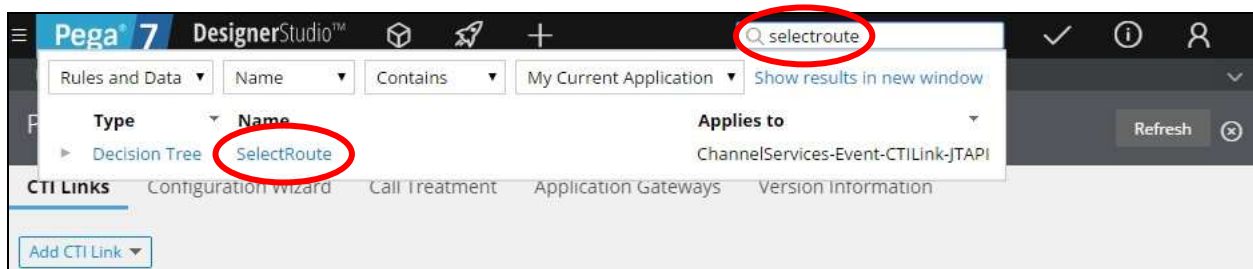 Pega® 7 DesignerStudio™ selectroute
Rules and Data Name Contains My Current Application Show results in new window
Type Name Applies to
Refresh
Decision Tree SelectRoute ChannelServices-Event-CTILink-JTAPI
CTI Links Configuration Wizard Call Treatment Application Gateways Version Information
Add CTI Link